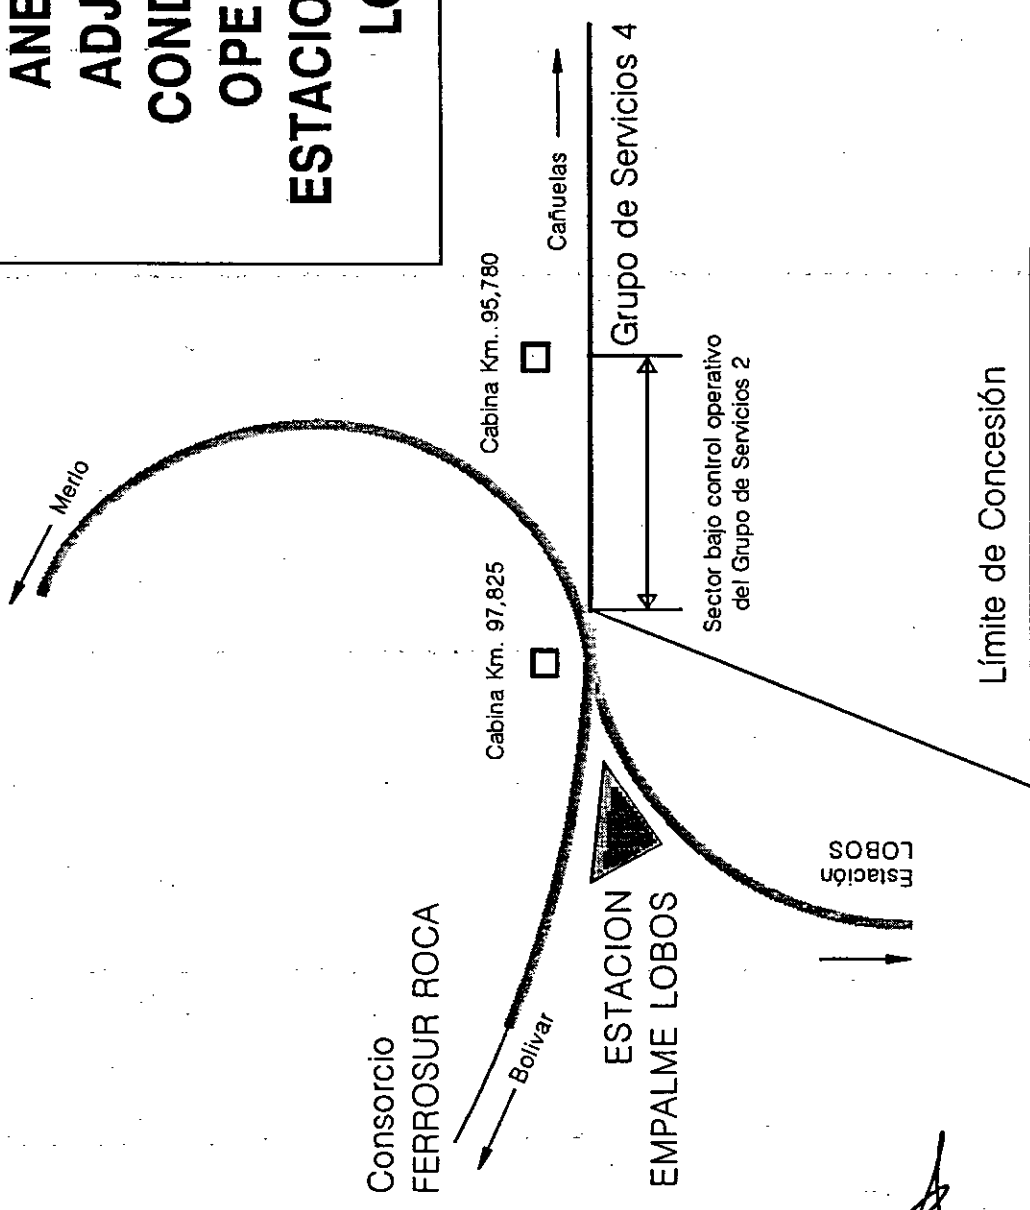 ANE
ADJ
COND
OPE
ESTACIO
LO
Merlo
Cabina Km. 97,825
Cabina Km..95,780
Cañuelas
Grupo de Servicios 4
Sector bajo control operativo
del Grupo de Servicios 2
Consorcio
FERROSUR ROCA
Bolivar
ESTACION
EMPALME LOBOS
Estación
LOBOS
Límite de Concesión